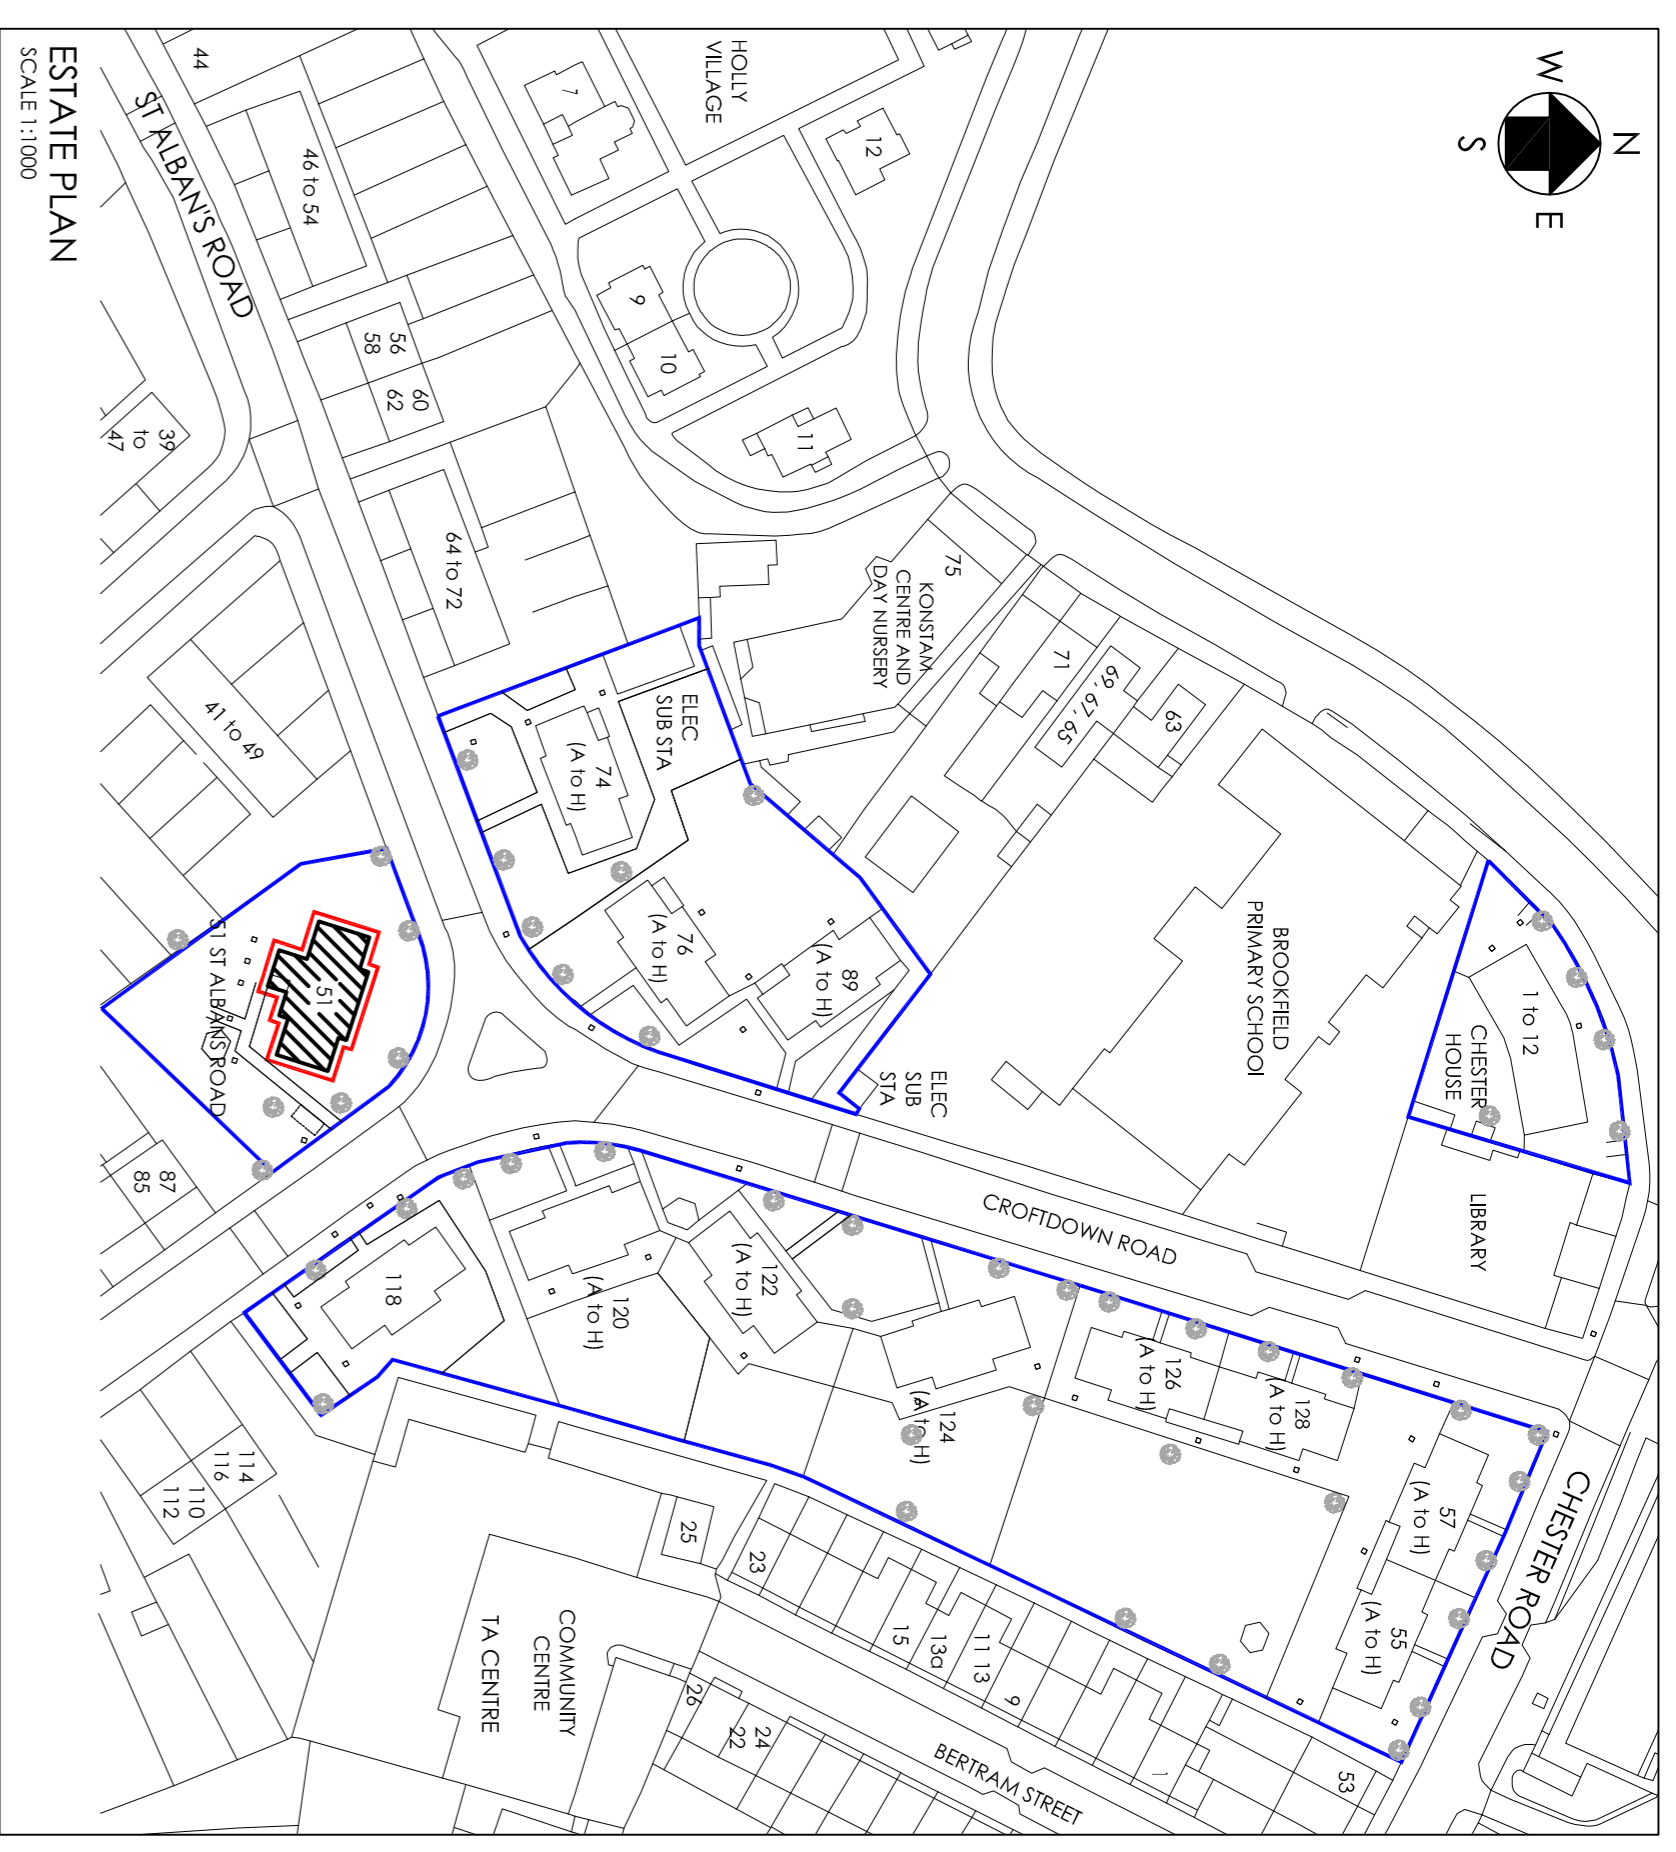 ESTATE PLAN
SCALE 1:1000
N
W
E
S
HOLLY
VILLAGE
7
12
9
10
11
44
ST ALBAN'S ROAD
46 to 54
56
58
60
62
64 to 72
39
to
47
41 to 49
75
KONSTAM
CENTRE AND
DAY NURSERY
71
69, 67, 65
63
BROOKFIELD
PRIMARY SCHOOl
1 to 12
CHESTER
HOUSE
LIBRARY
ELEC
SUB STA
74
(A to H)
76
(A to H)
89
(A to H)
ELEC
SUB
STA
51
51 ST ALBANS ROAD
87
85
CROFTDOWN ROAD
118
120
(A to H)
122
(A to H)
124
(A to H)
126
(A to H)
128
(A to H)
57
(A to H)
55
(A to H)
CHESTER ROAD
114
116
110
112
25
23
15
13a
11 13
9
1
53
COMMUNITY
CENTRE
TA CENTRE
26
24
22
BERTRAM STREET